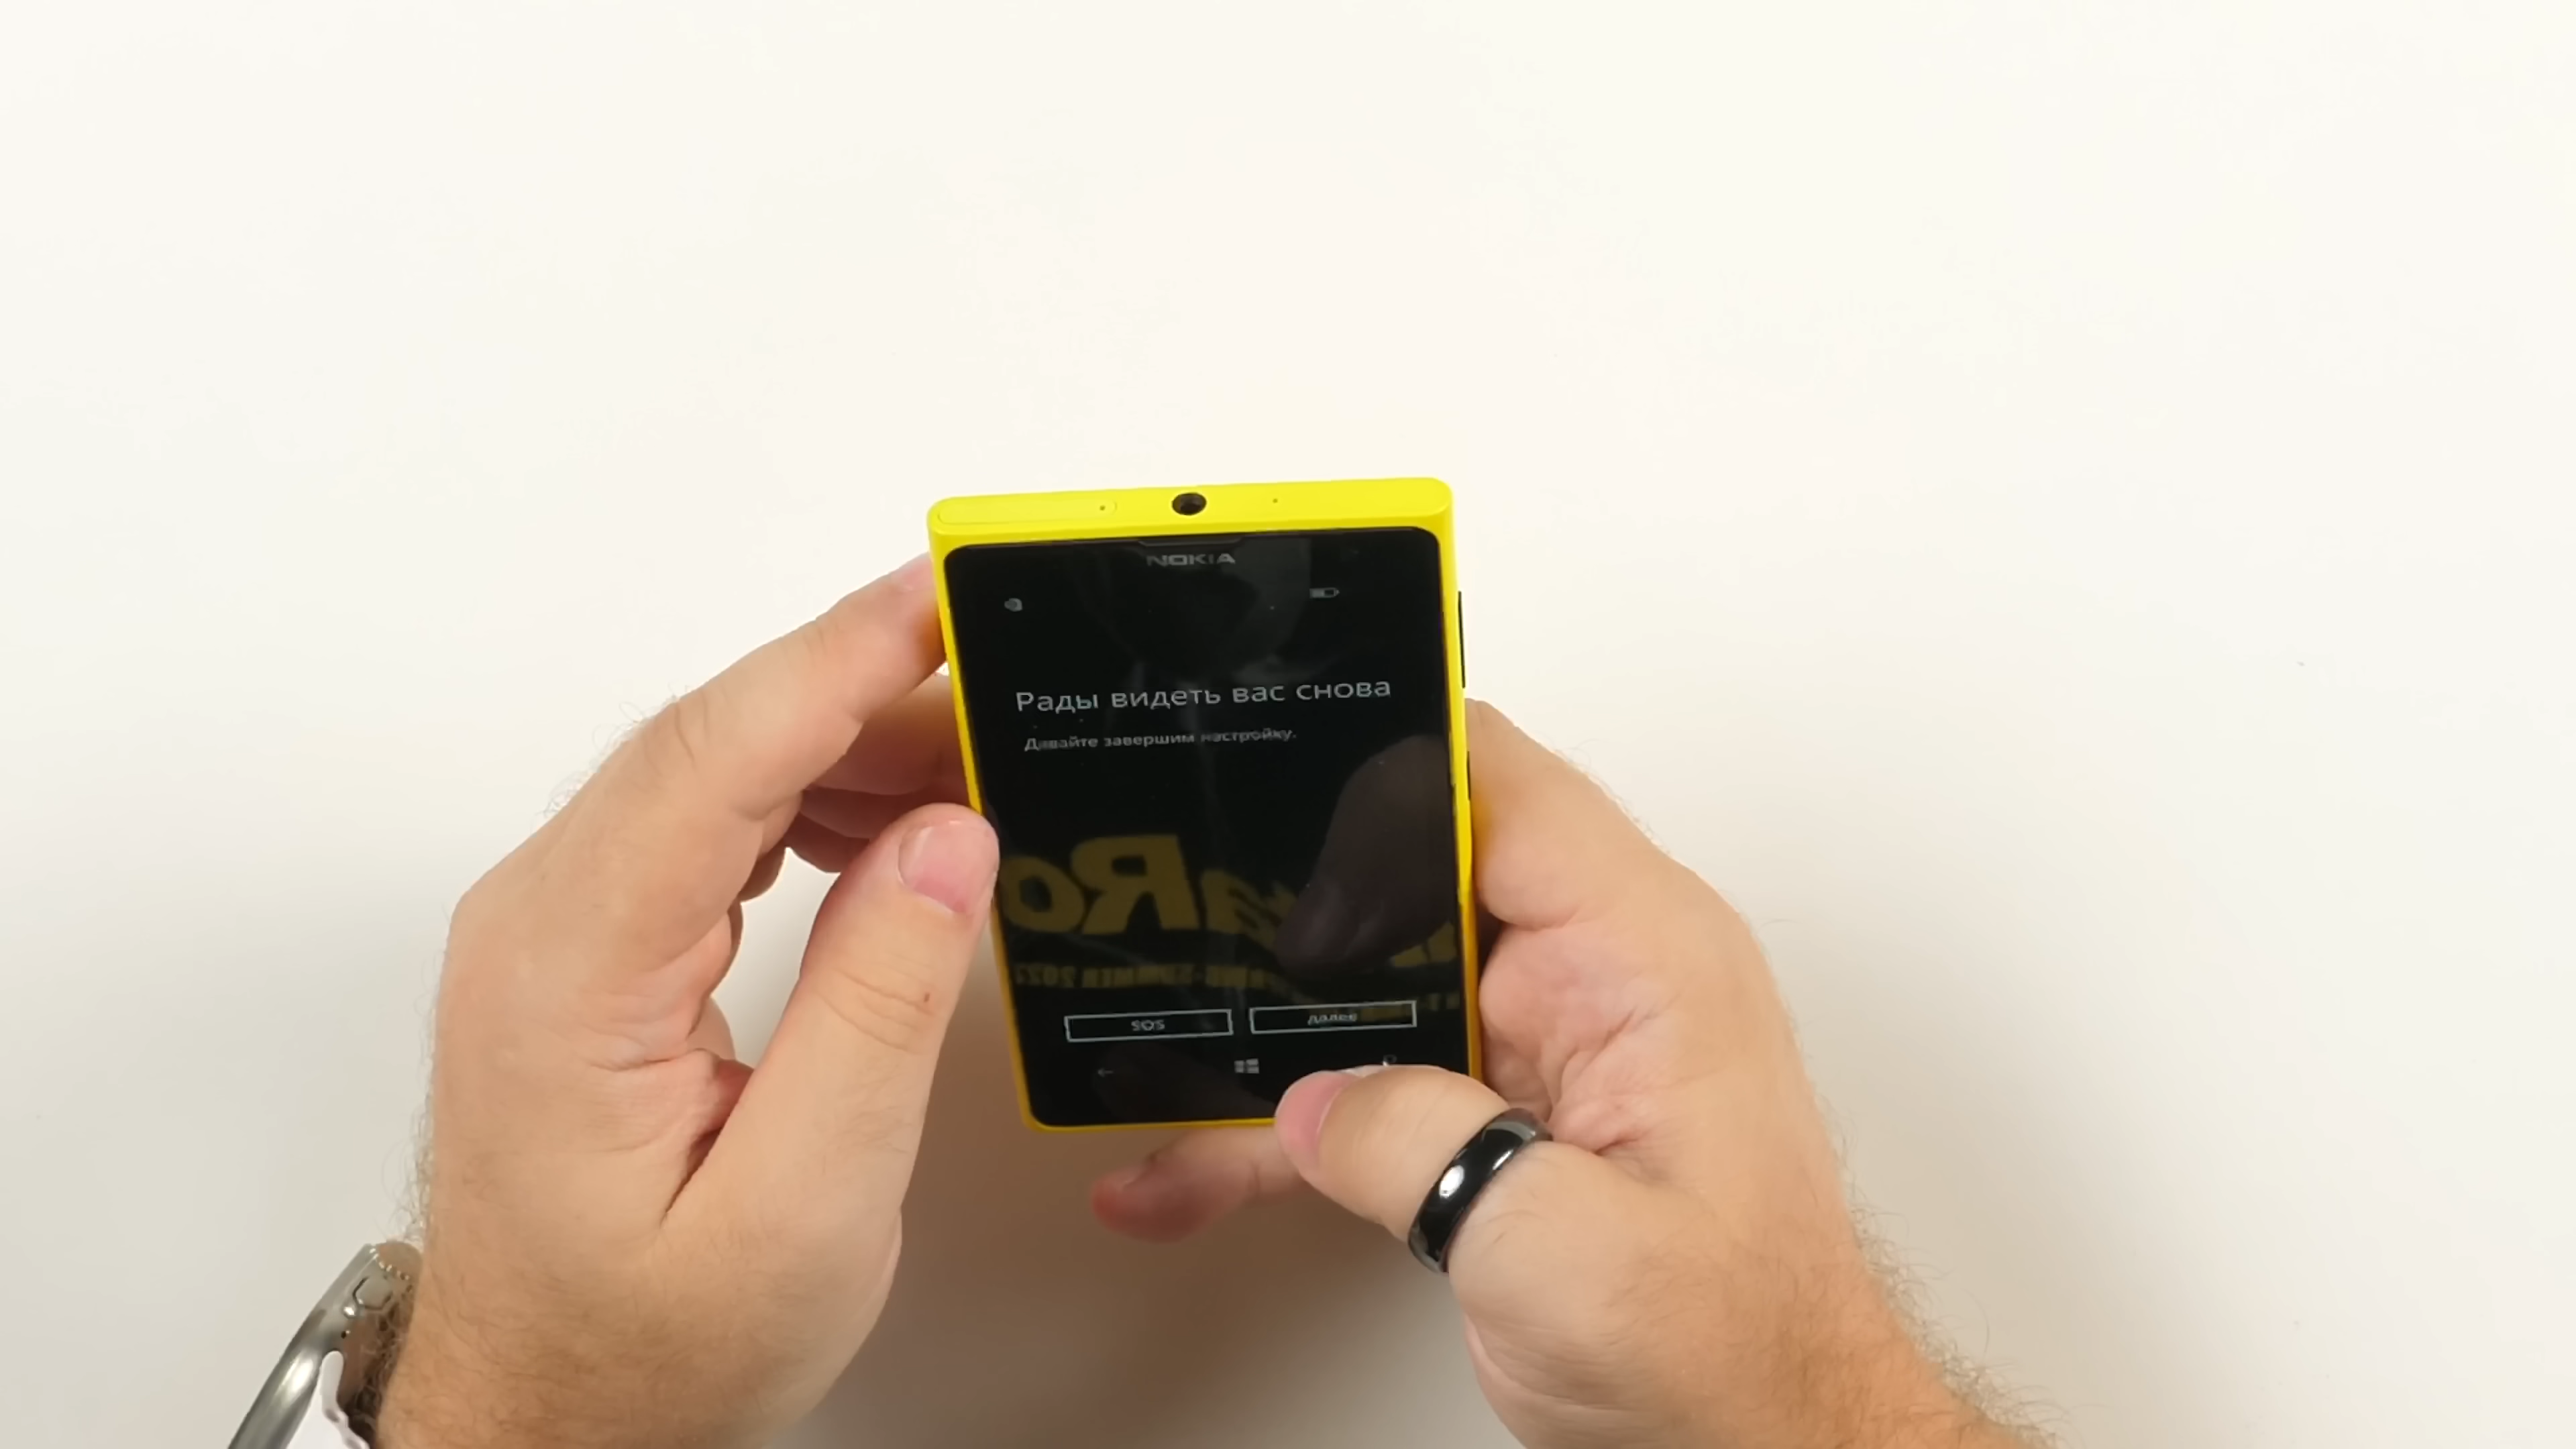 NOKIA
Рады видеть вас снова
Давайте завершим настройку.
SOS
далее